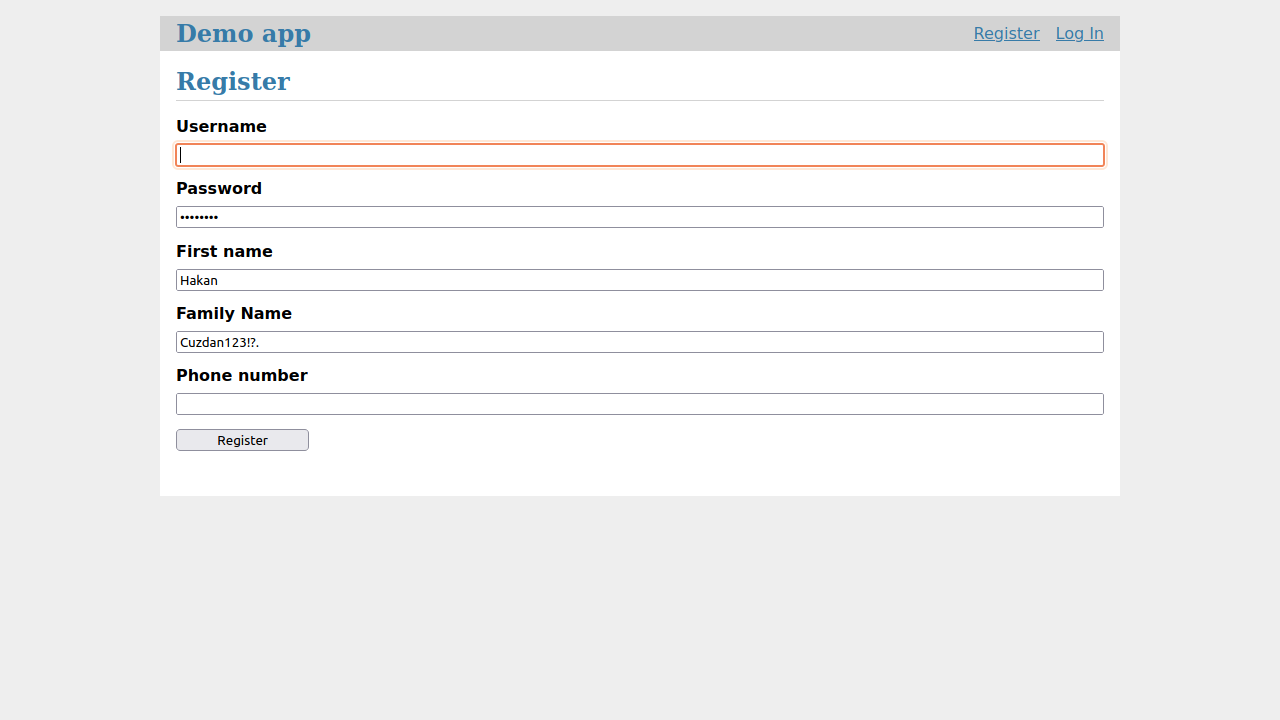 Demo app
Register Log In
Register
Username
Password
••••••••
First name
Hakan
Family Name
Cuzdan123!?.
Phone number
Register